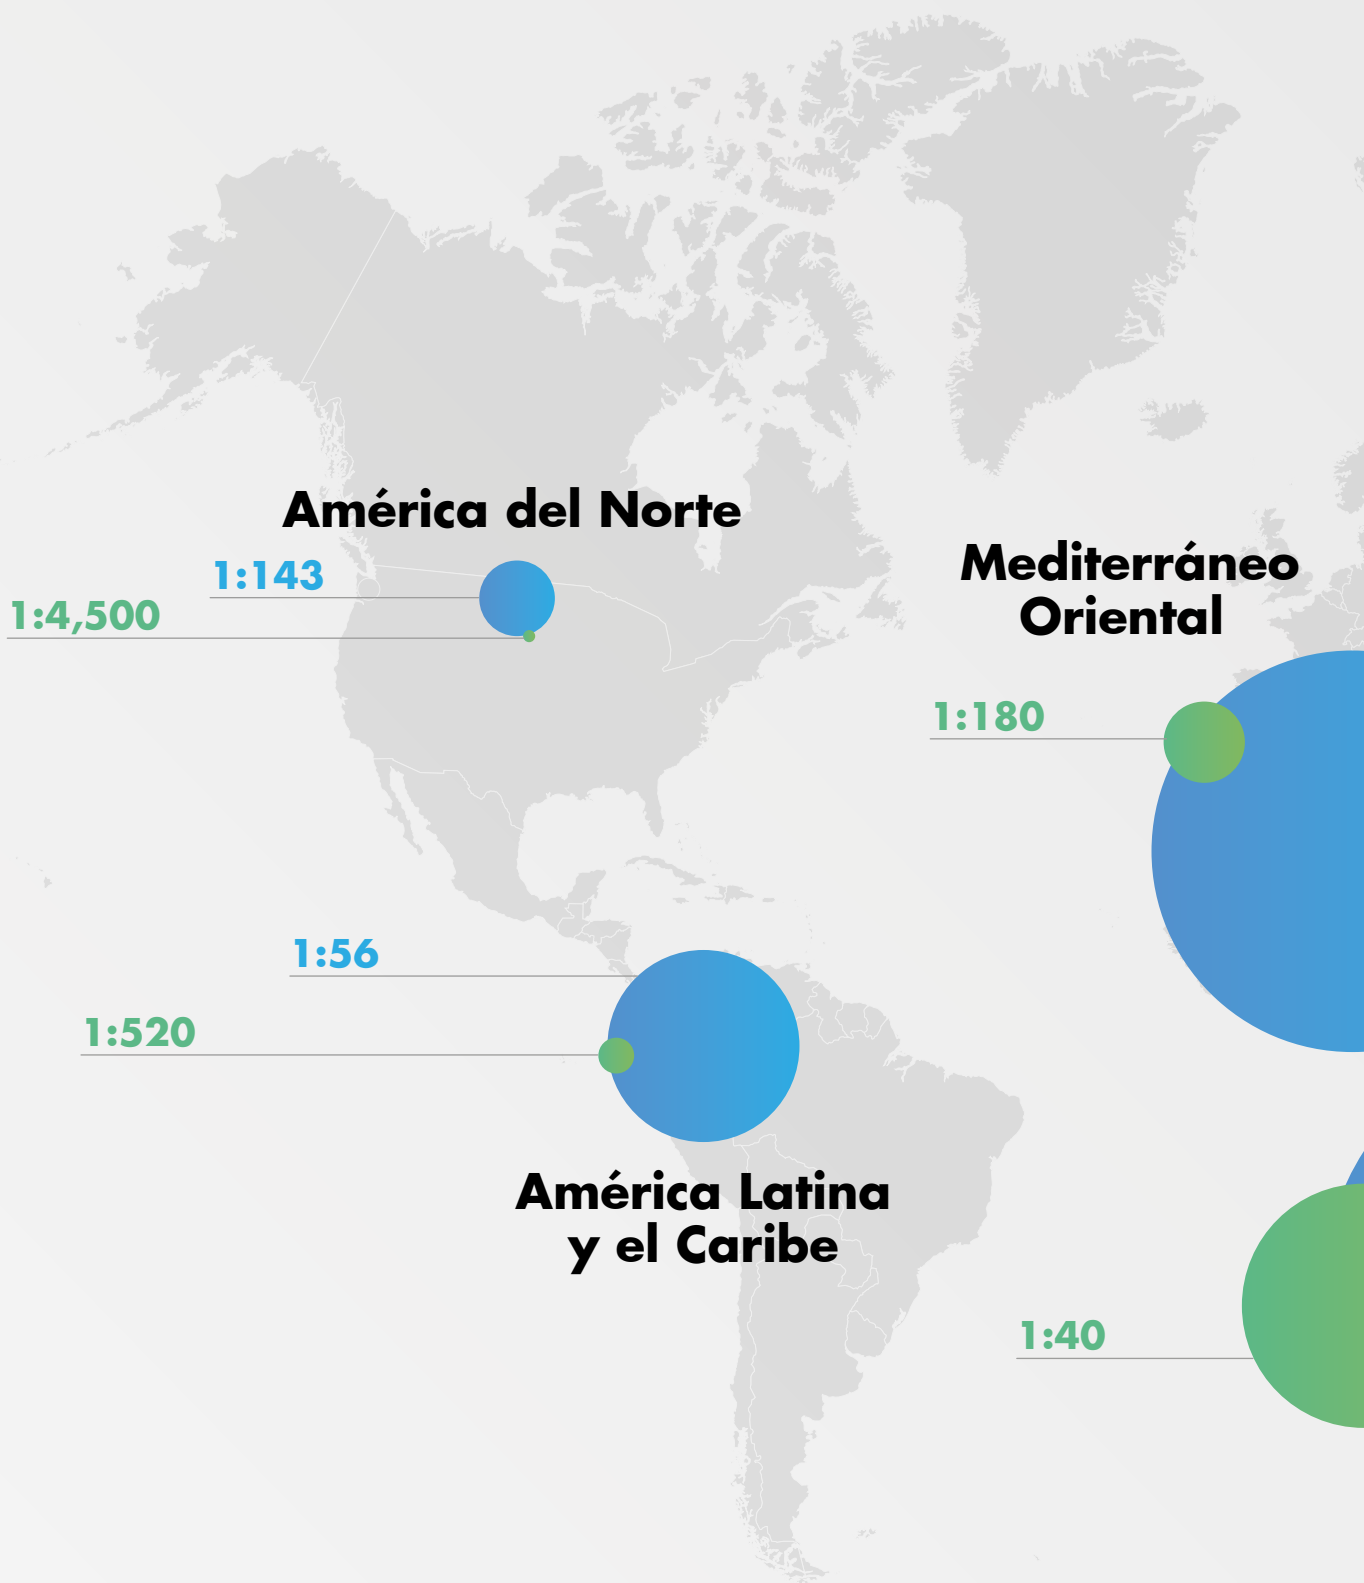 América del Norte
1:143
1:4,500
Mediterráneo
Oriental
1:180
1:56
1:520
América Latina
y el Caribe
1:40